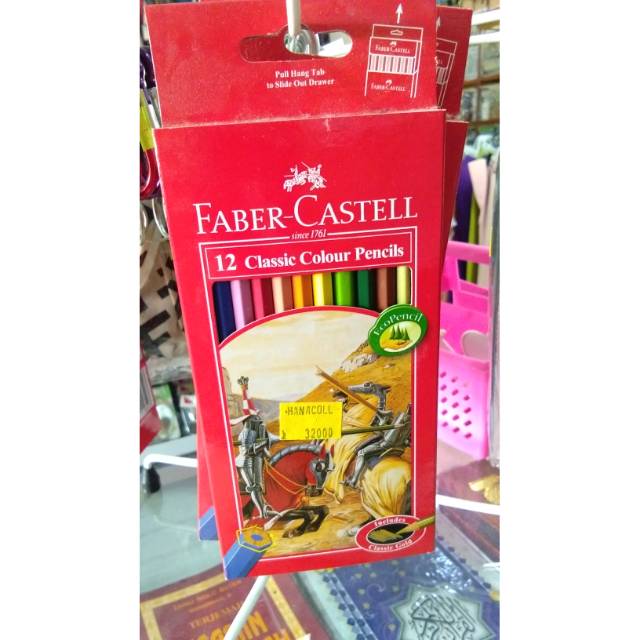 Pull Hang Tab
to Slide Out Drawer
FABER-CASTELL
FABER-CASTELL
since 1761
12 Classic Colour Pencils
EcoPencil
HANACOLL
32000
Includes
Classic Gold
TERJEMAH